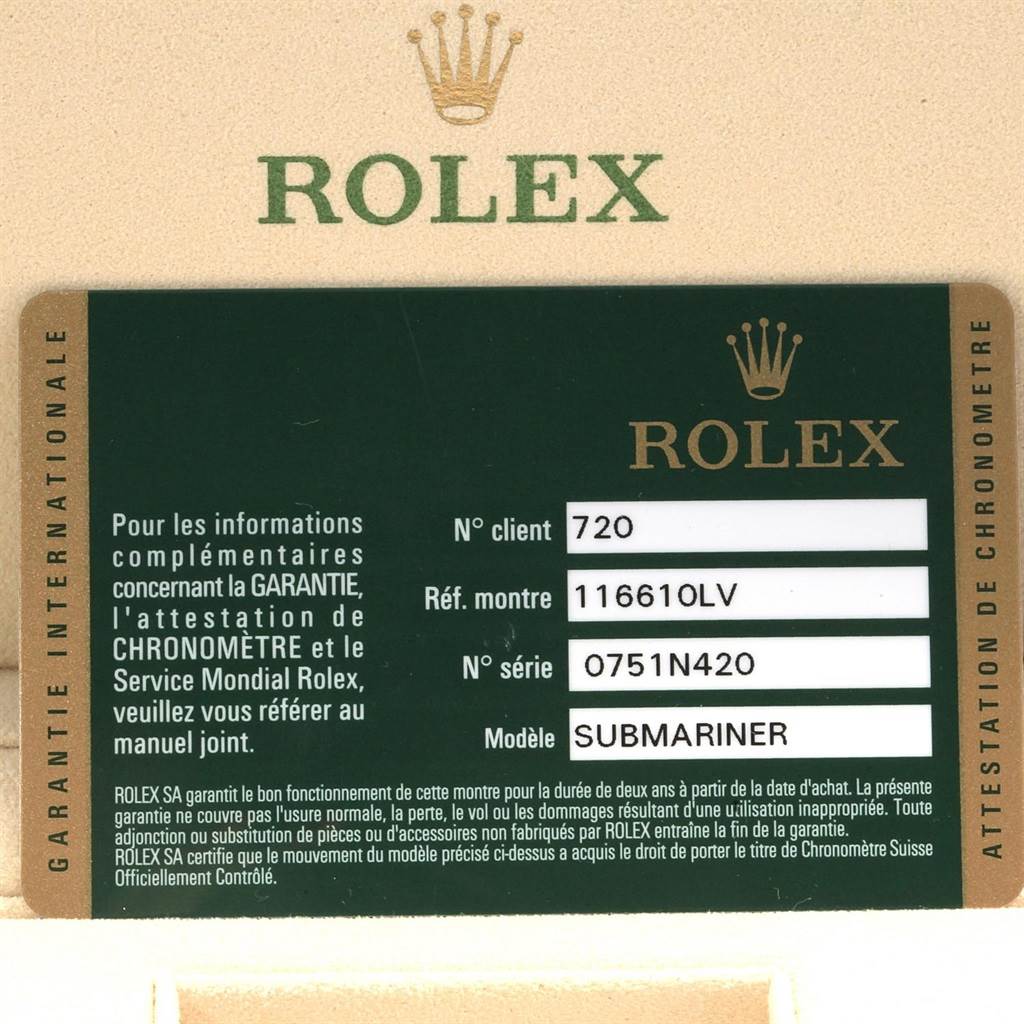 ROLEX
GARANTIE INTERNATIONALE
ROLEX
Pour les informations
complémentaires
concernant la GARANTIE,
l'attestation de
CHRONOMÈTRE et le
Service Mondial Rolex,
veuillez vous référer au
manuel joint.
N° client 720
Réf. montre 116610LV
N° série 0751N420
Modèle SUBMARINER
ROLEX SA garantit le bon fonctionnement de cette montre pour la durée de deux ans à partir de la date d'achat. La présente
garantie ne couvre pas l'usure normale, la perte, le vol ou les dommages résultant d'une utilisation inappropriée. Toute
adjonction ou substitution de pièces ou d'accessoires non fabriqués par ROLEX entraîne la fin de la garantie.
ROLEX SA certifie que le mouvement du modèle précisé ci-dessus a acquis le droit de porter le titre de Chronomètre Suisse
Officiellement Contrôlé.
ATTESTATION DE CHRONOMETRE